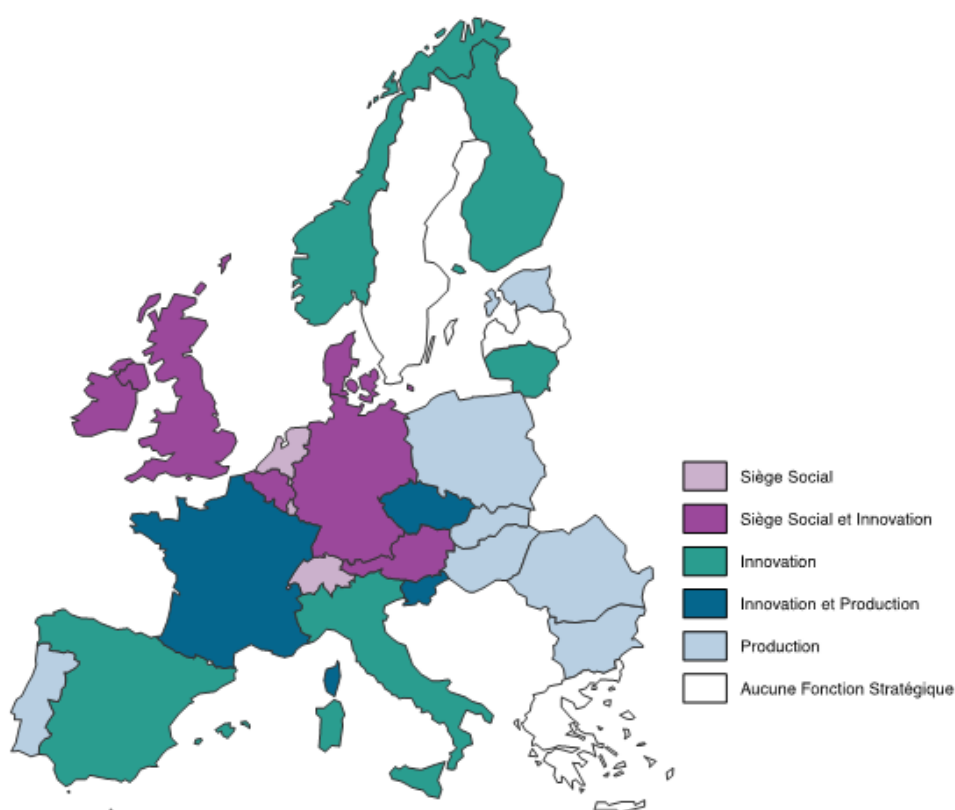 Siège Social
Siège Social et Innovation
Innovation
Innovation et Production
Production
Aucune Fonction Stratégique